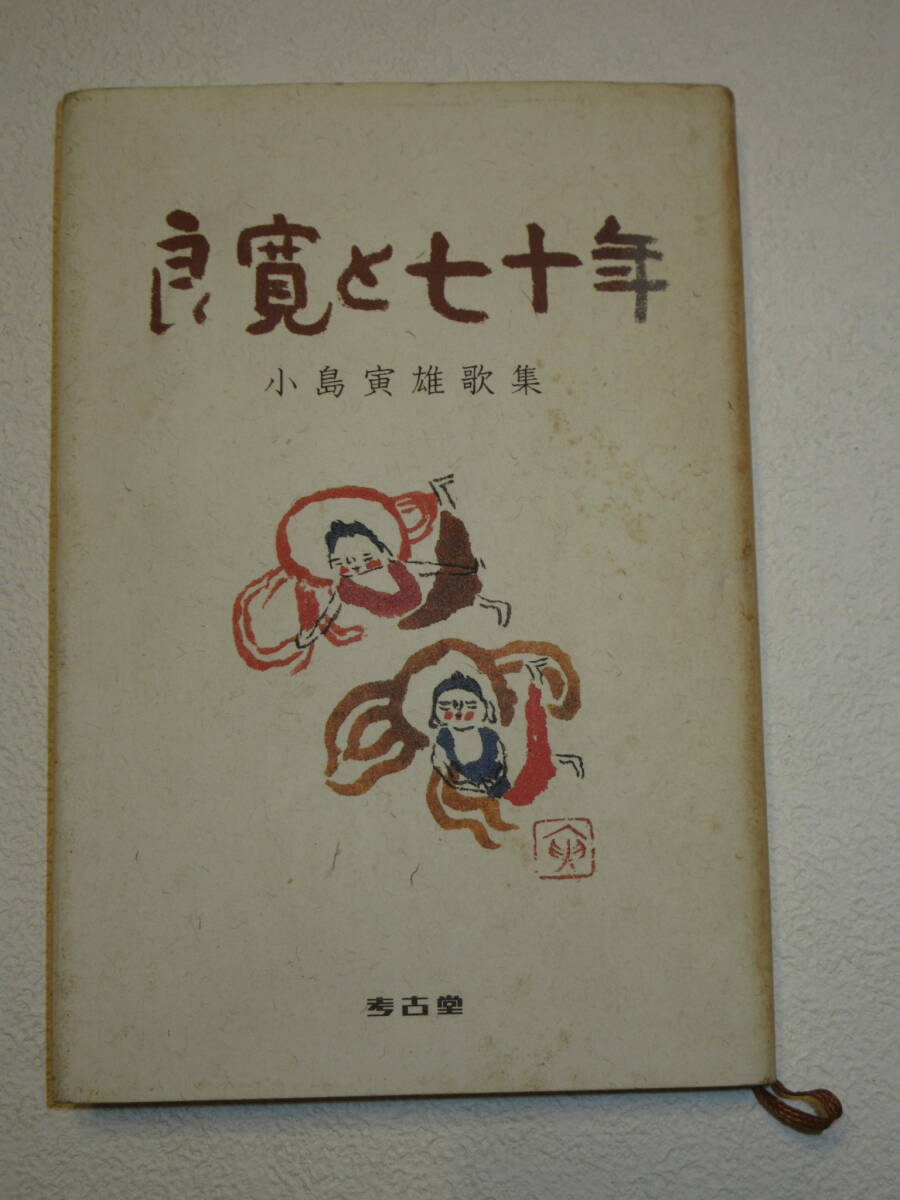 良寛と七十年
小島寅雄歌集
考古堂